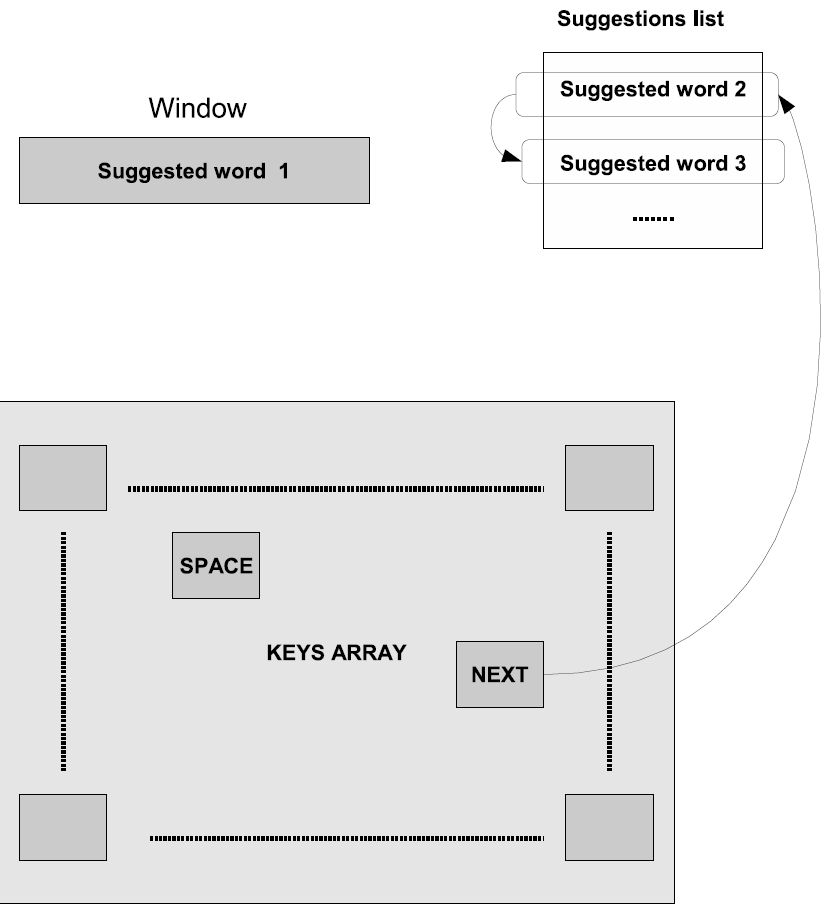 Suggestions list
Suggested word 2
Window
Suggested word 1
Suggested word 3
.......
SPACE
KEYS ARRAY
NEXT